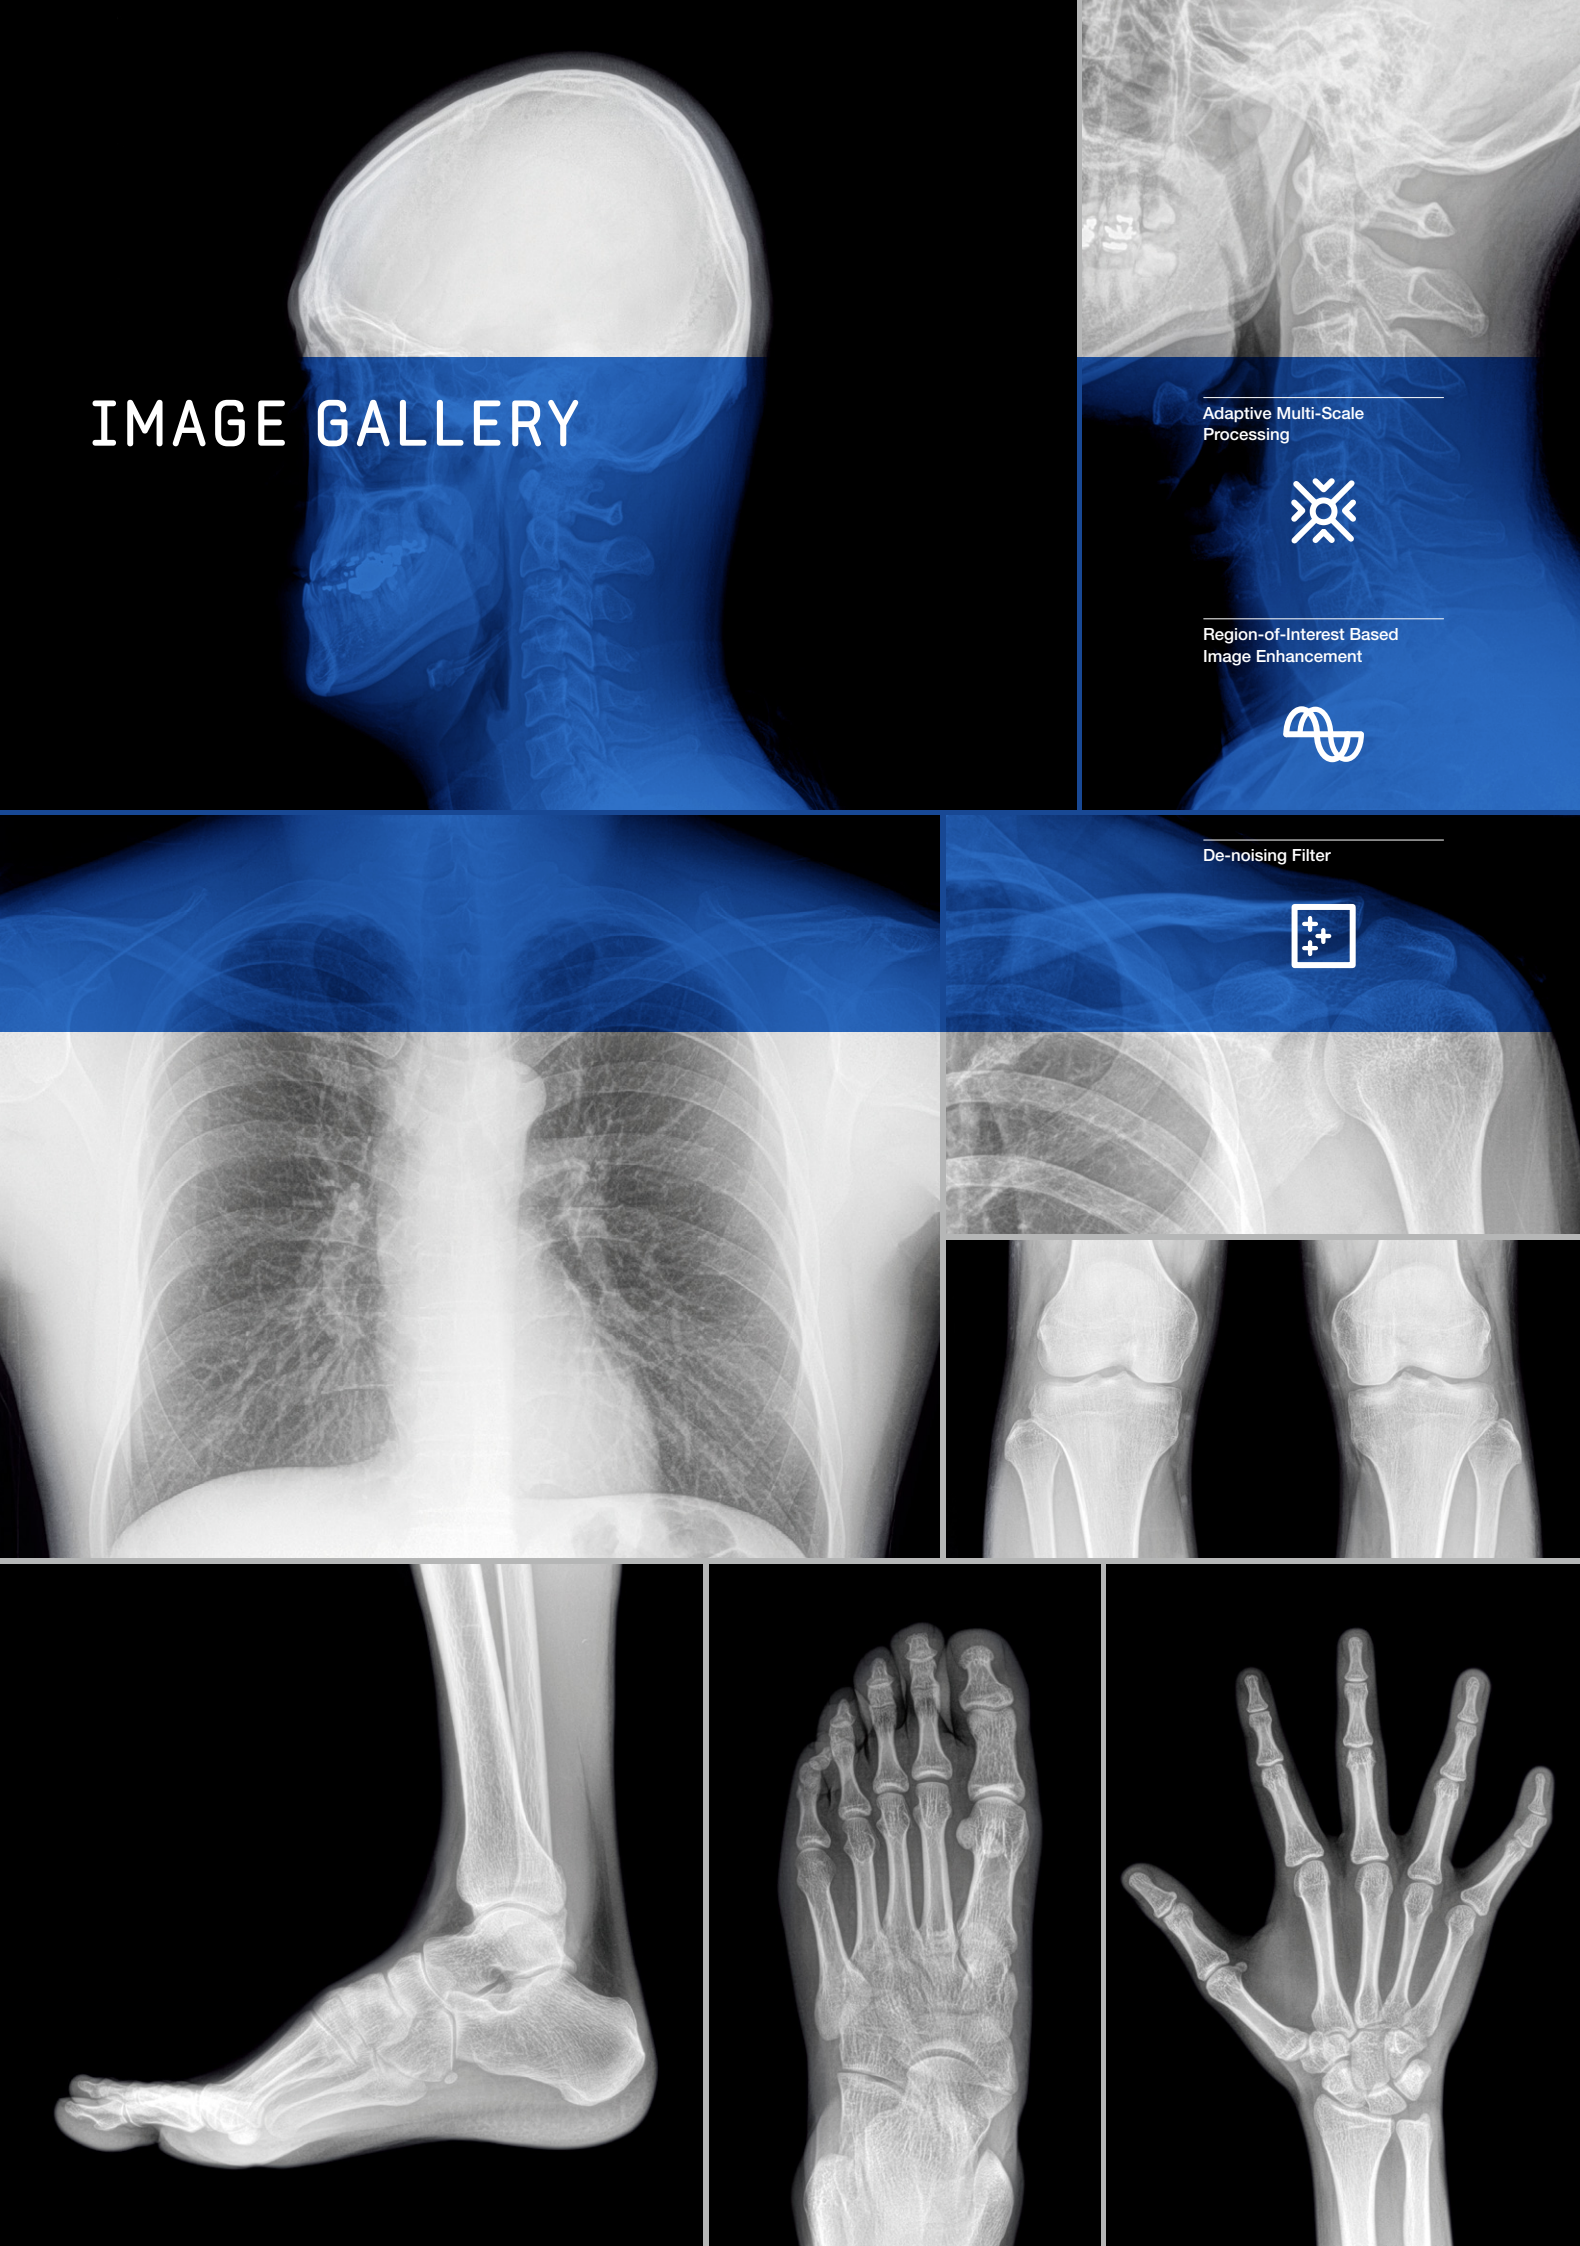 IMAGE GALLERY
Adaptive Multi-Scale
Processing
Region-of-Interest Based
Image Enhancement
De-noising Filter